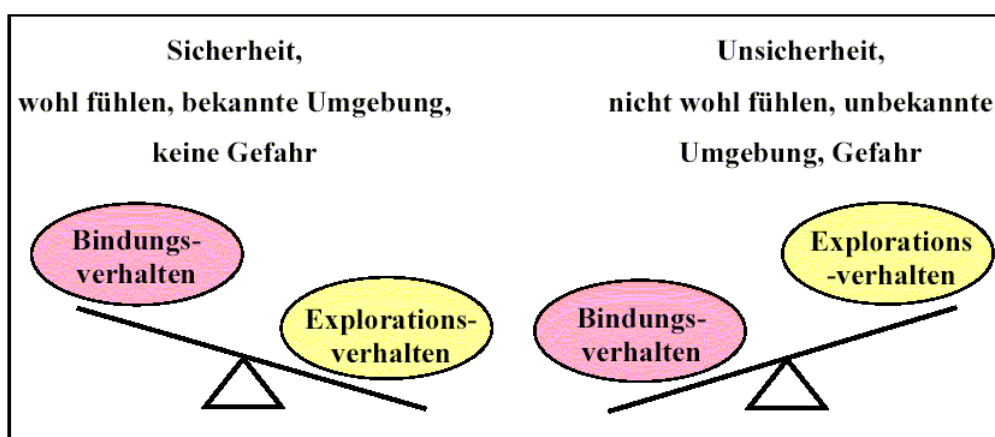 Sicherheit,
wohl fühlen, bekannte Umgebung,
keine Gefahr
Bindungs-
verhalten
Explorations-
verhalten
Unsicherheit,
nicht wohl fühlen, unbekannte
Umgebung, Gefahr
Bindungs-
verhalten
Explorations
-verhalten